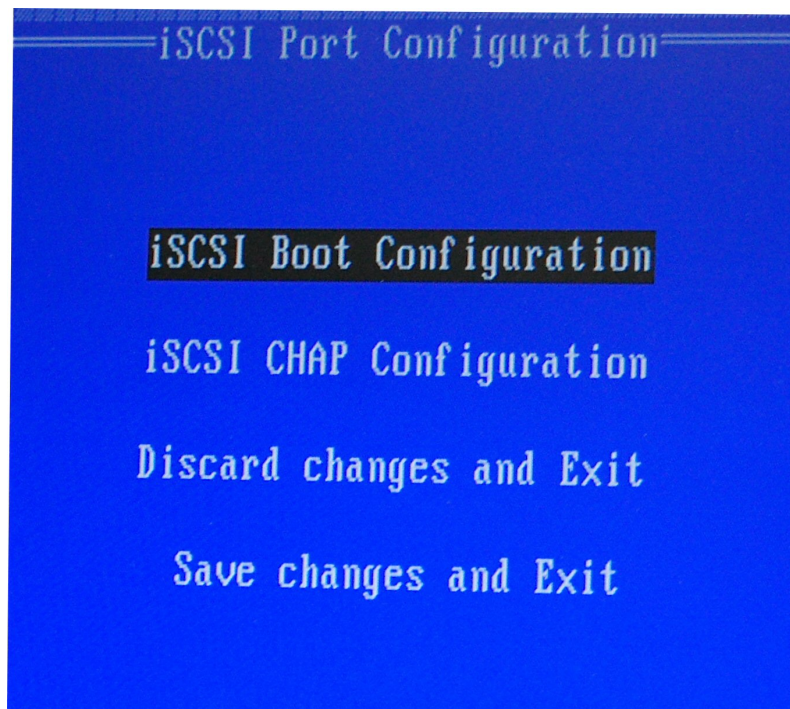 iSCSI Port Configuration
iSCSI Boot Configuration
iSCSI CHAP Configuration
Discard changes and Exit
Save changes and Exit